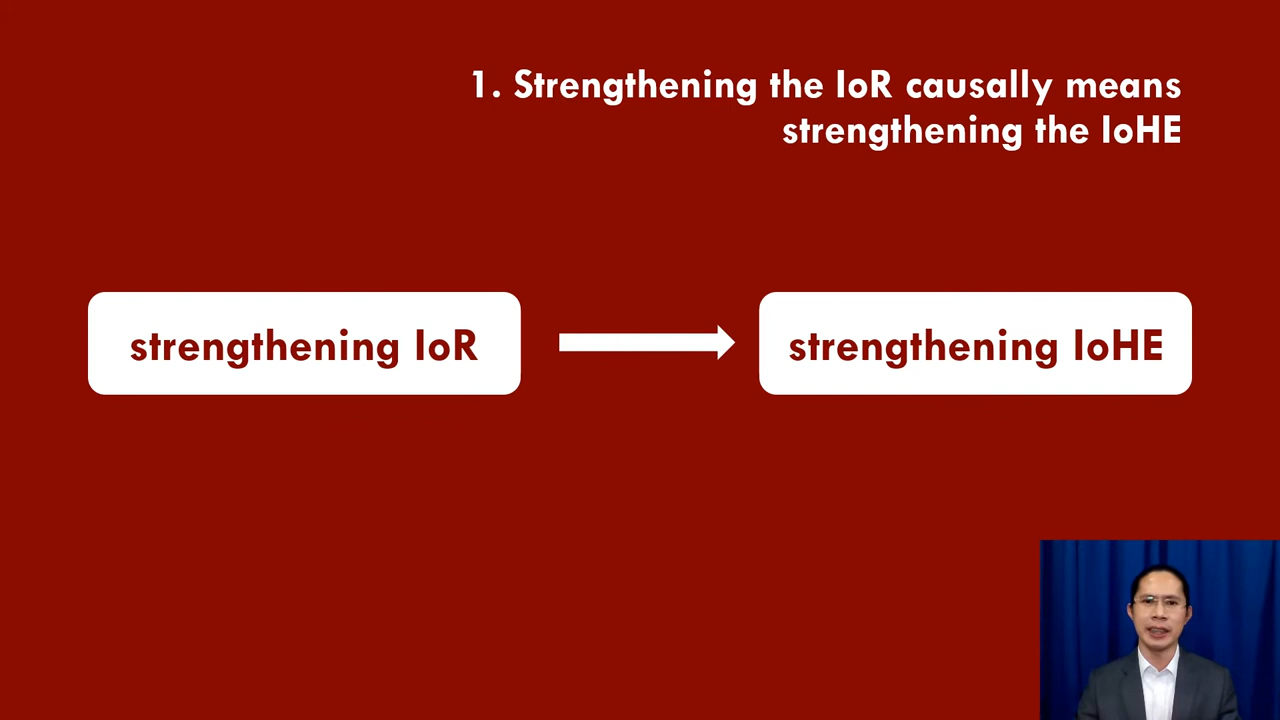 1. Strengthening the IoR causally means
strengthening the IoHE
strengthening IoR
strengthening IoHE